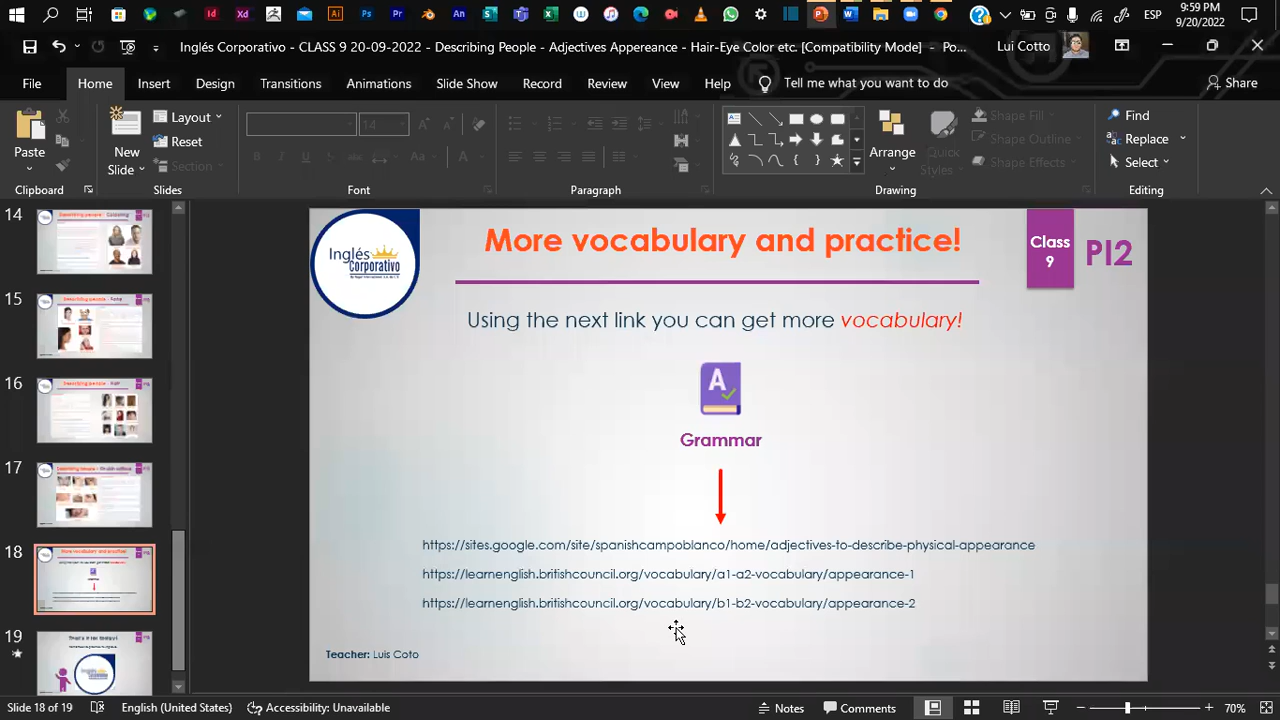 ESP
9:59 PM
9/20/2022
Inglés Corporativo - CLASS 9 20-09-2022 - Describing People - Adjectives Appereance - Hair-Eye Color etc. [Compatibility Mode] - Po...
Lui Cotto
File
Home
Insert
Design
Transitions
Animations
Slide Show
Record
Review
View
Help
Tell me what you want to do
Share
Paste
New
Slide
Layout
Reset
Section
14
Arrange
Quick
Styles
Shape Fill
Shape Outline
Shape Effects
Find
Replace
Select
Clipboard
Slides
Font
Paragraph
Drawing
Editing
14
15
16
17
18
19
Inglés
Corporativo
More vocabulary and practice!
Class
9
PI2
Using the next link you can get more vocabulary!
A
Grammar
https://sites.google.com/site/spanishcampoblanco/home/adjectives-to-describe-physical-appearance
https://learnenglish.britishcouncil.org/vocabulary/a1-a2-vocabulary/appearance-1
https://learnenglish.britishcouncil.org/vocabulary/b1-b2-vocabulary/appearance-2
Teacher: Luis Coto
Slide 18 of 19
English (United States)
Accessibility: Unavailable
Notes
Comments
70%